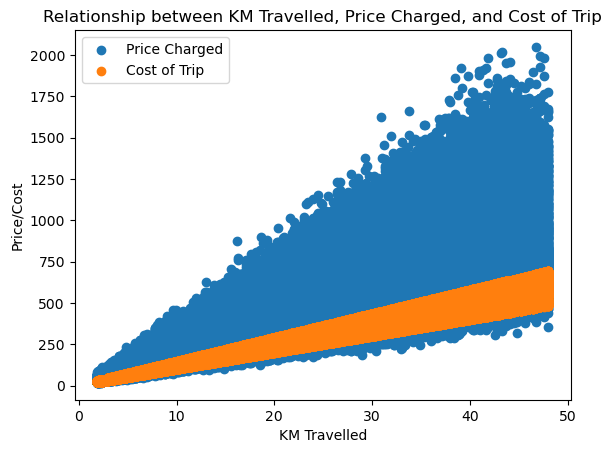 Relationship between KM Travelled, Price Charged, and Cost of Trip
Price Charged
Cost of Trip
Price/Cost
2000
1750
1500
1250
1000
750
500
250
0
0 10 20 30 40 50
KM Travelled